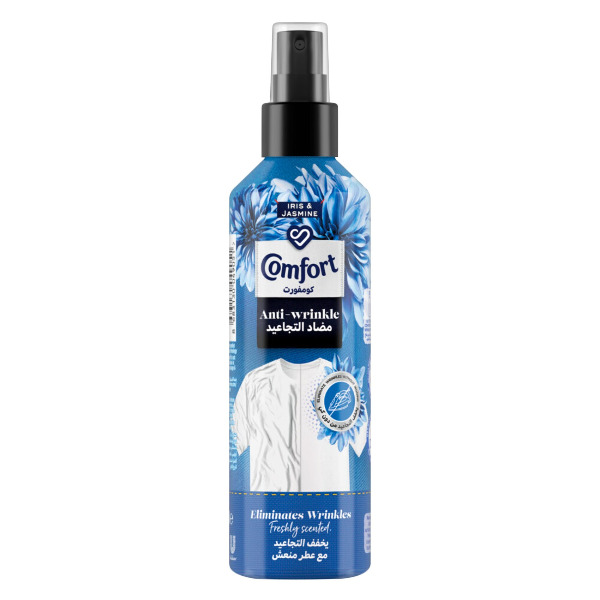 IRIS &
JASMINE
Comfort
كومفورت
Anti-wrinkle
مضاد التجاعيد
Eliminates Wrinkles
Freshly scented.
يخفف التجاعيد
مع عطر منعش